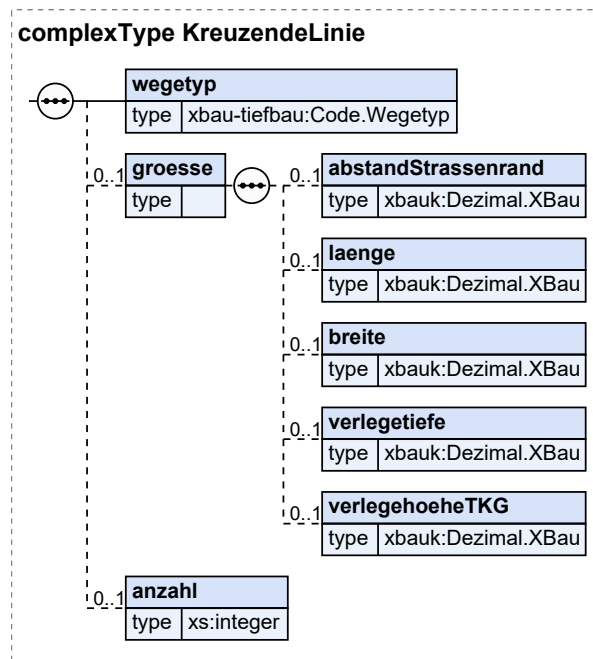 complexType KreuzendeLinie
wegetyp
type xbau-tiefbau:Code.Wegetyp
0..1 groesse
type
0..1 abstandStrassenrand
type xbauk:Dezimal.XBau
0..1 laenge
type xbauk:Dezimal.XBau
0..1 breite
type xbauk:Dezimal.XBau
0..1 verlegetiefe
type xbauk:Dezimal.XBau
0..1 verlegehoeheTKG
type xbauk:Dezimal.XBau
0..1 anzahl
type xs:integer